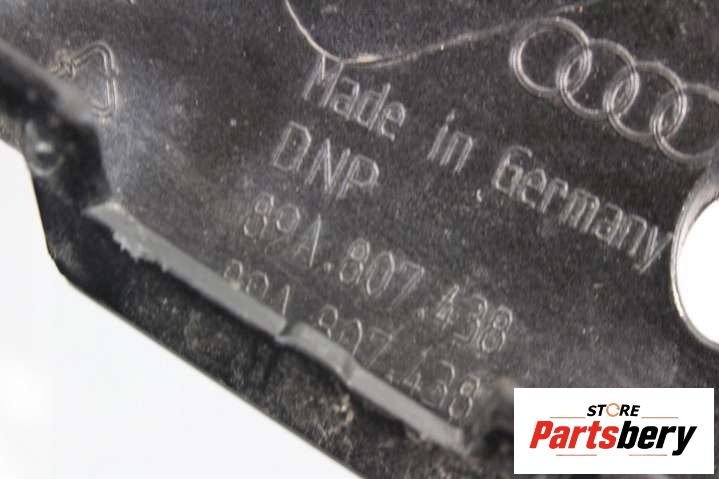 Made in Germany
DNP
89A.807.438
89A.807.438
STORE
Partsbery